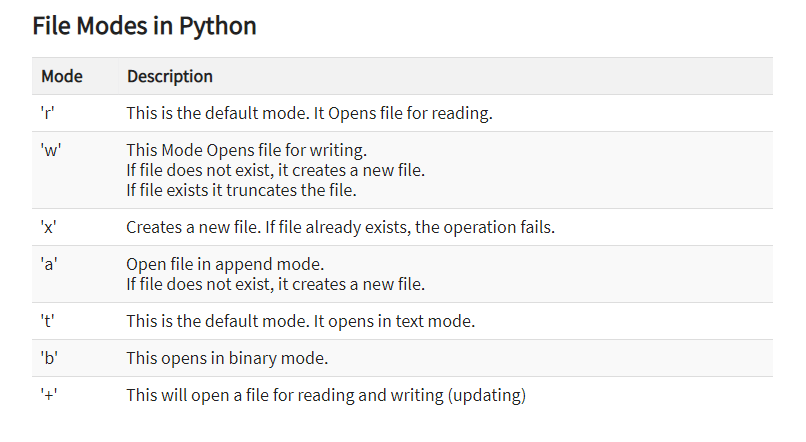 File Modes in Python
Mode Description
'r' This is the default mode. It Opens file for reading.
'w' This Mode Opens file for writing.
If file does not exist, it creates a new file.
If file exists it truncates the file.
'x' Creates a new file. If file already exists, the operation fails.
'a' Open file in append mode.
If file does not exist, it creates a new file.
't' This is the default mode. It opens in text mode.
'b' This opens in binary mode.
'+' This will open a file for reading and writing (updating)